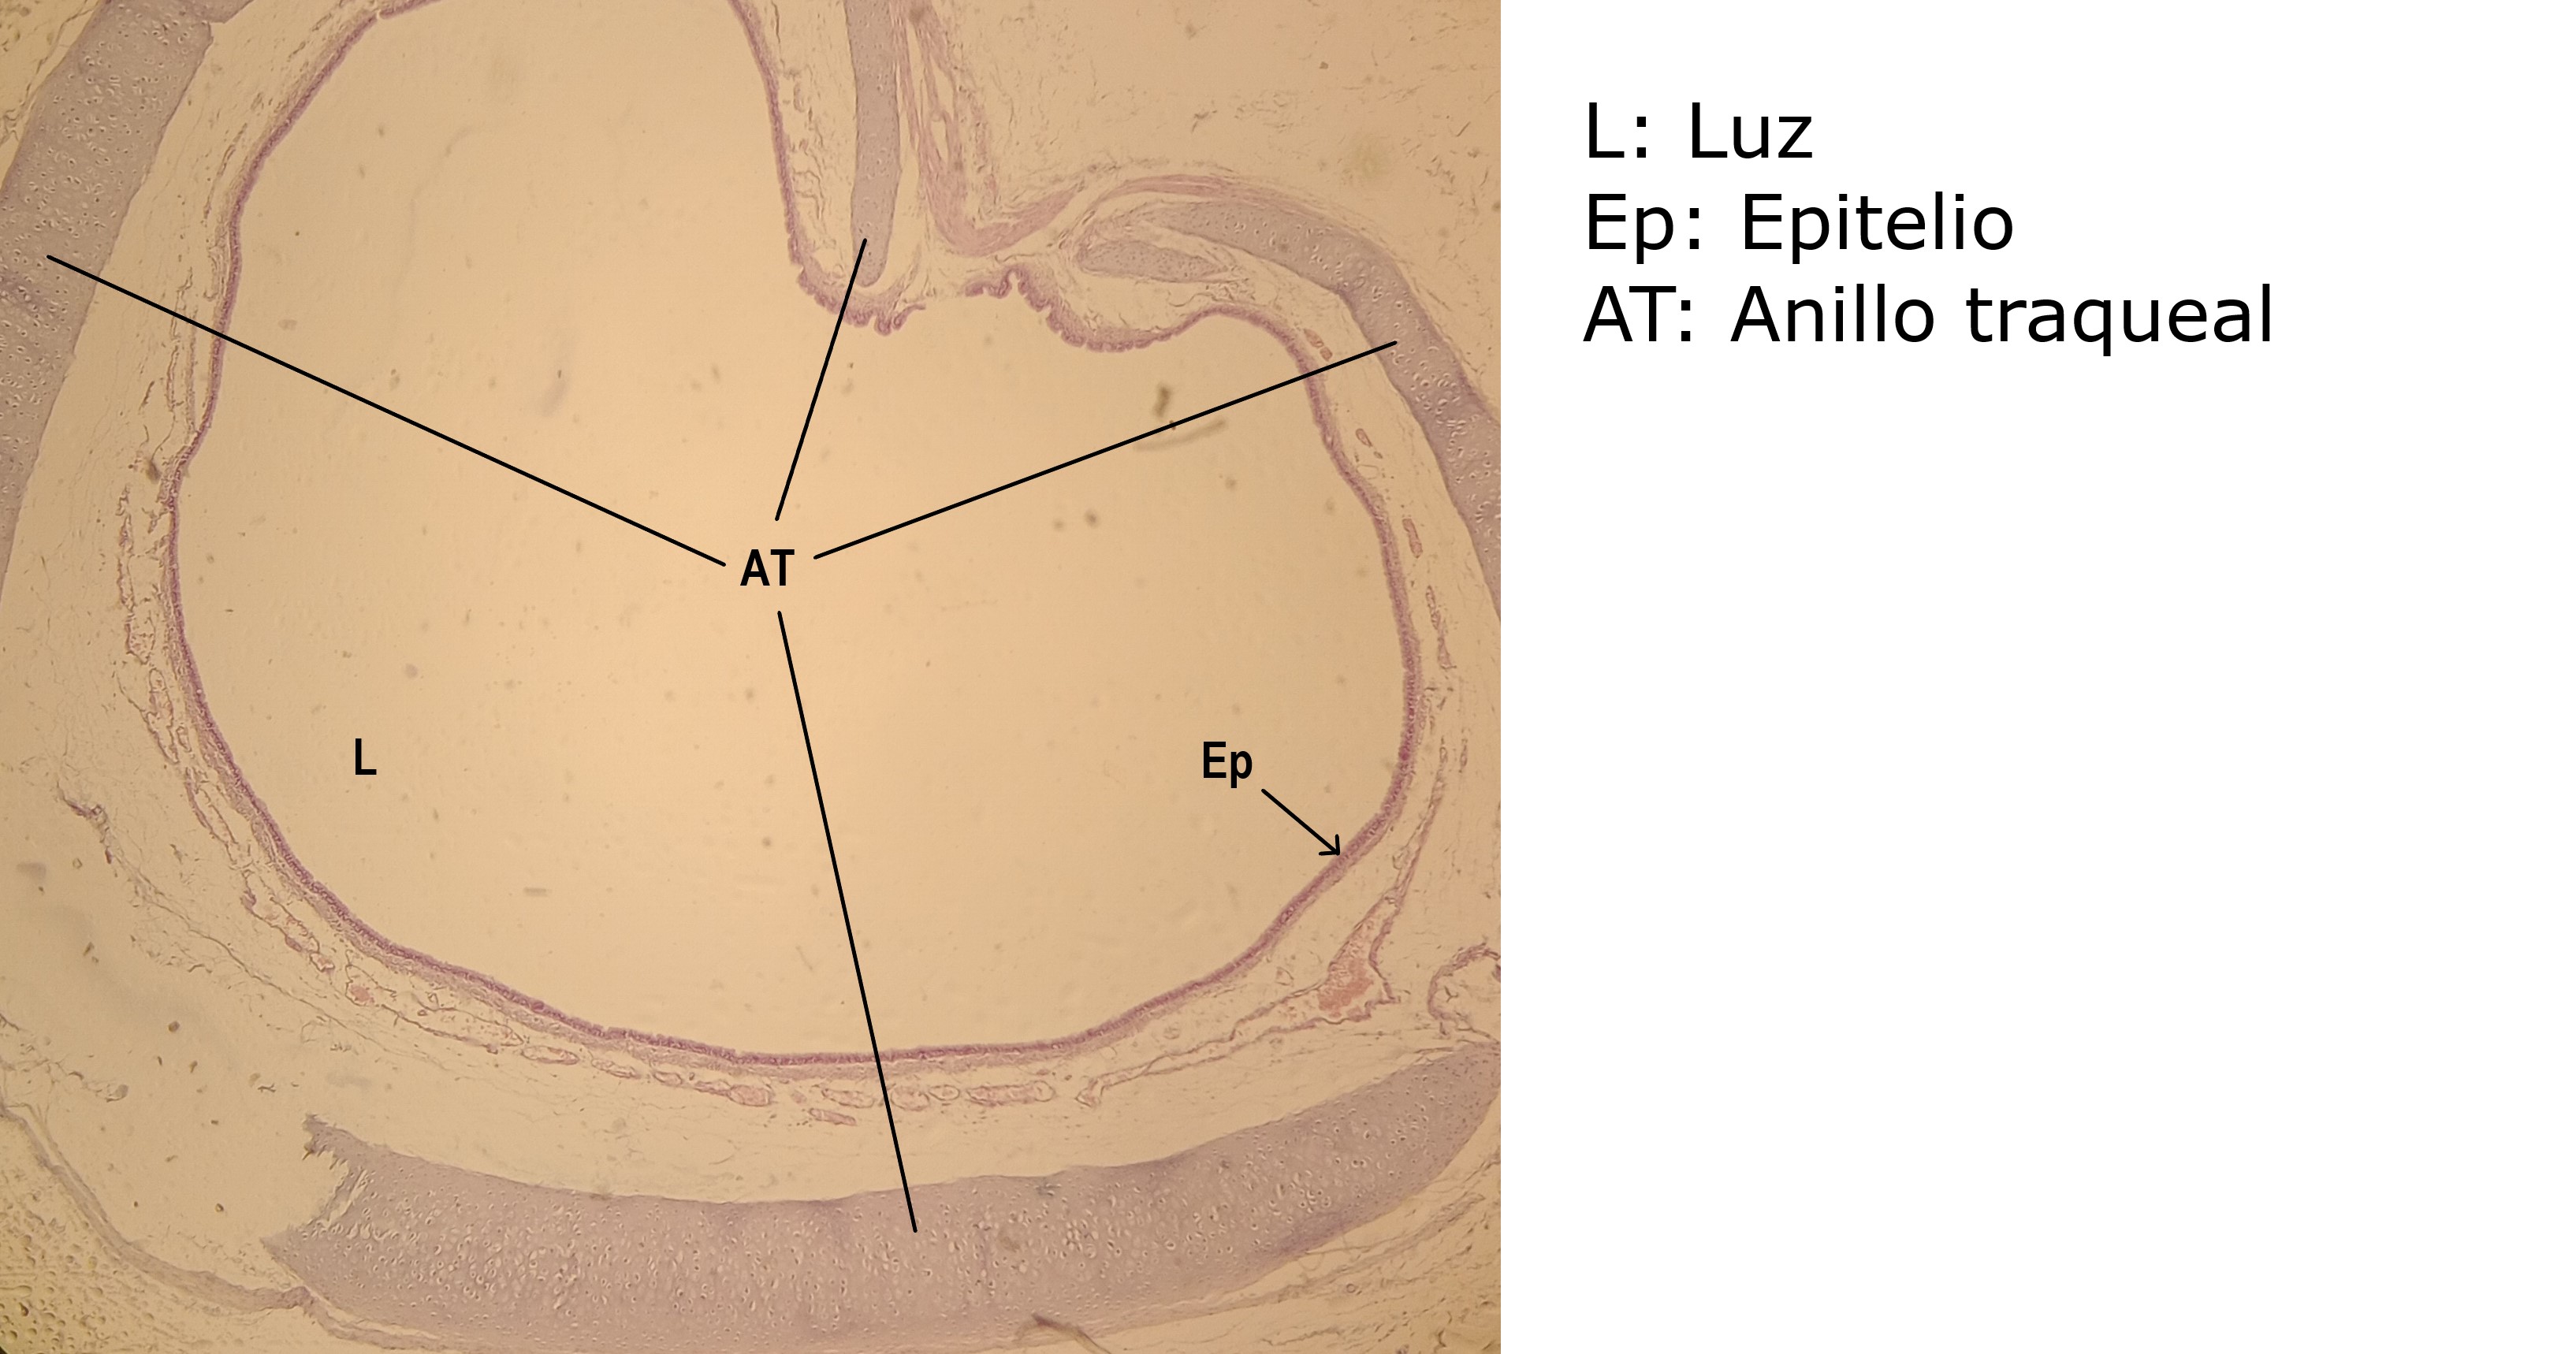 L: Luz
Ep: Epitelio
AT: Anillo traqueal
AT
L
Ep